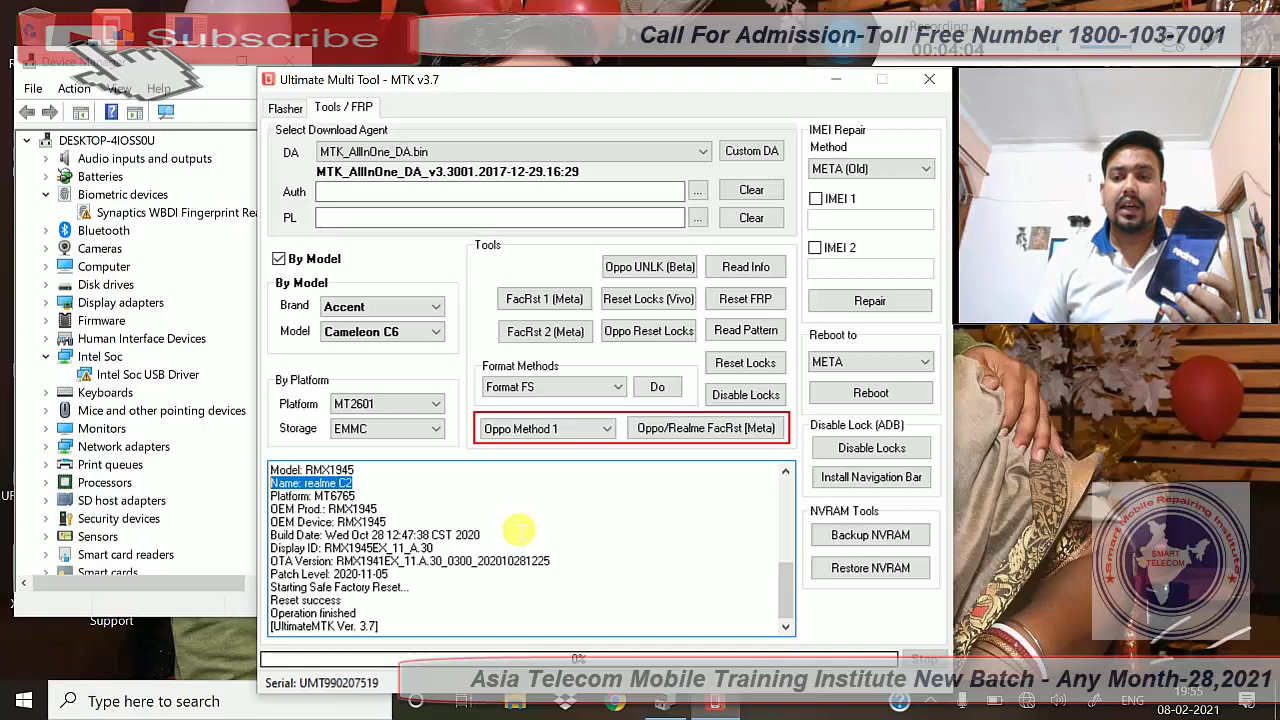 Subscribe
Call For Admission-Toll Free Number 1800-103-7001
Recording...
00:04:04
Device Manager
File Action View Help
DESKTOP-4IOSS0U
Audio inputs and outputs
Batteries
Biometric devices
Synaptics WBDI Fingerprint Rea
Bluetooth
Cameras
Computer
Disk drives
Display adapters
Firmware
Human Interface Devices
Intel Soc
Intel Soc USB Driver
Keyboards
Mice and other pointing devices
Monitors
Network adapters
Print queues
Processors
SD host adapters
Security devices
Sensors
Smart card readers
Smart cards
Support
Ultimate Multi Tool - MTK v3.7
Flasher Tools / FRP
Select Download Agent
DA MTK_AllInOne_DA.bin Custom DA
MTK_AllInOne_DA_v3.3001.2017-12-29.16:29
Auth ... Clear
PL ... Clear
By Model
By Model
Brand Accent
Model Cameleon C6
By Platform
Platform MT2601
Storage EMMC
Tools
Oppo UNLK (Beta) Read Info
FacRst 1 (Meta) Reset Locks (Vivo) Reset FRP
FacRst 2 (Meta) Oppo Reset Locks Read Pattern
Reset Locks
Format Methods
Format FS Do
Disable Locks
Oppo Method 1 Oppo/Realme FacRst [Meta)
IMEI Repair
Method
META (Old)
IMEI 1
IMEI 2
Repair
Reboot to
META
Reboot
Disable Lock (ADB)
Disable Locks
Install Navigation Bar
NVRAM Tools
Backup NVRAM
Restore NVRAM
Model: RMX1945
Name: realme C2
Platform: MT6765
OEM Prod.: RMX1945
OEM Device: RMX1945
Build Date: Wed Oct 28 12:47:38 CST 2020
Display ID: RMX1945EX_11_A.30
OTA Version: RMX1941EX_11.A.30_0300_202010281225
Patch Level: 2020-11-05
Starting Safe Factory Reset...
Reset success
Operation finished
[UltimateMTK Ver. 3.7]
0% Stop
Serial: UMT990207519
realme
SMART
TELECOM
Asia Telecom Mobile Training Institute New Batch - Any Month-28,2021
Type here to search
ENG
19:55
08-02-2021